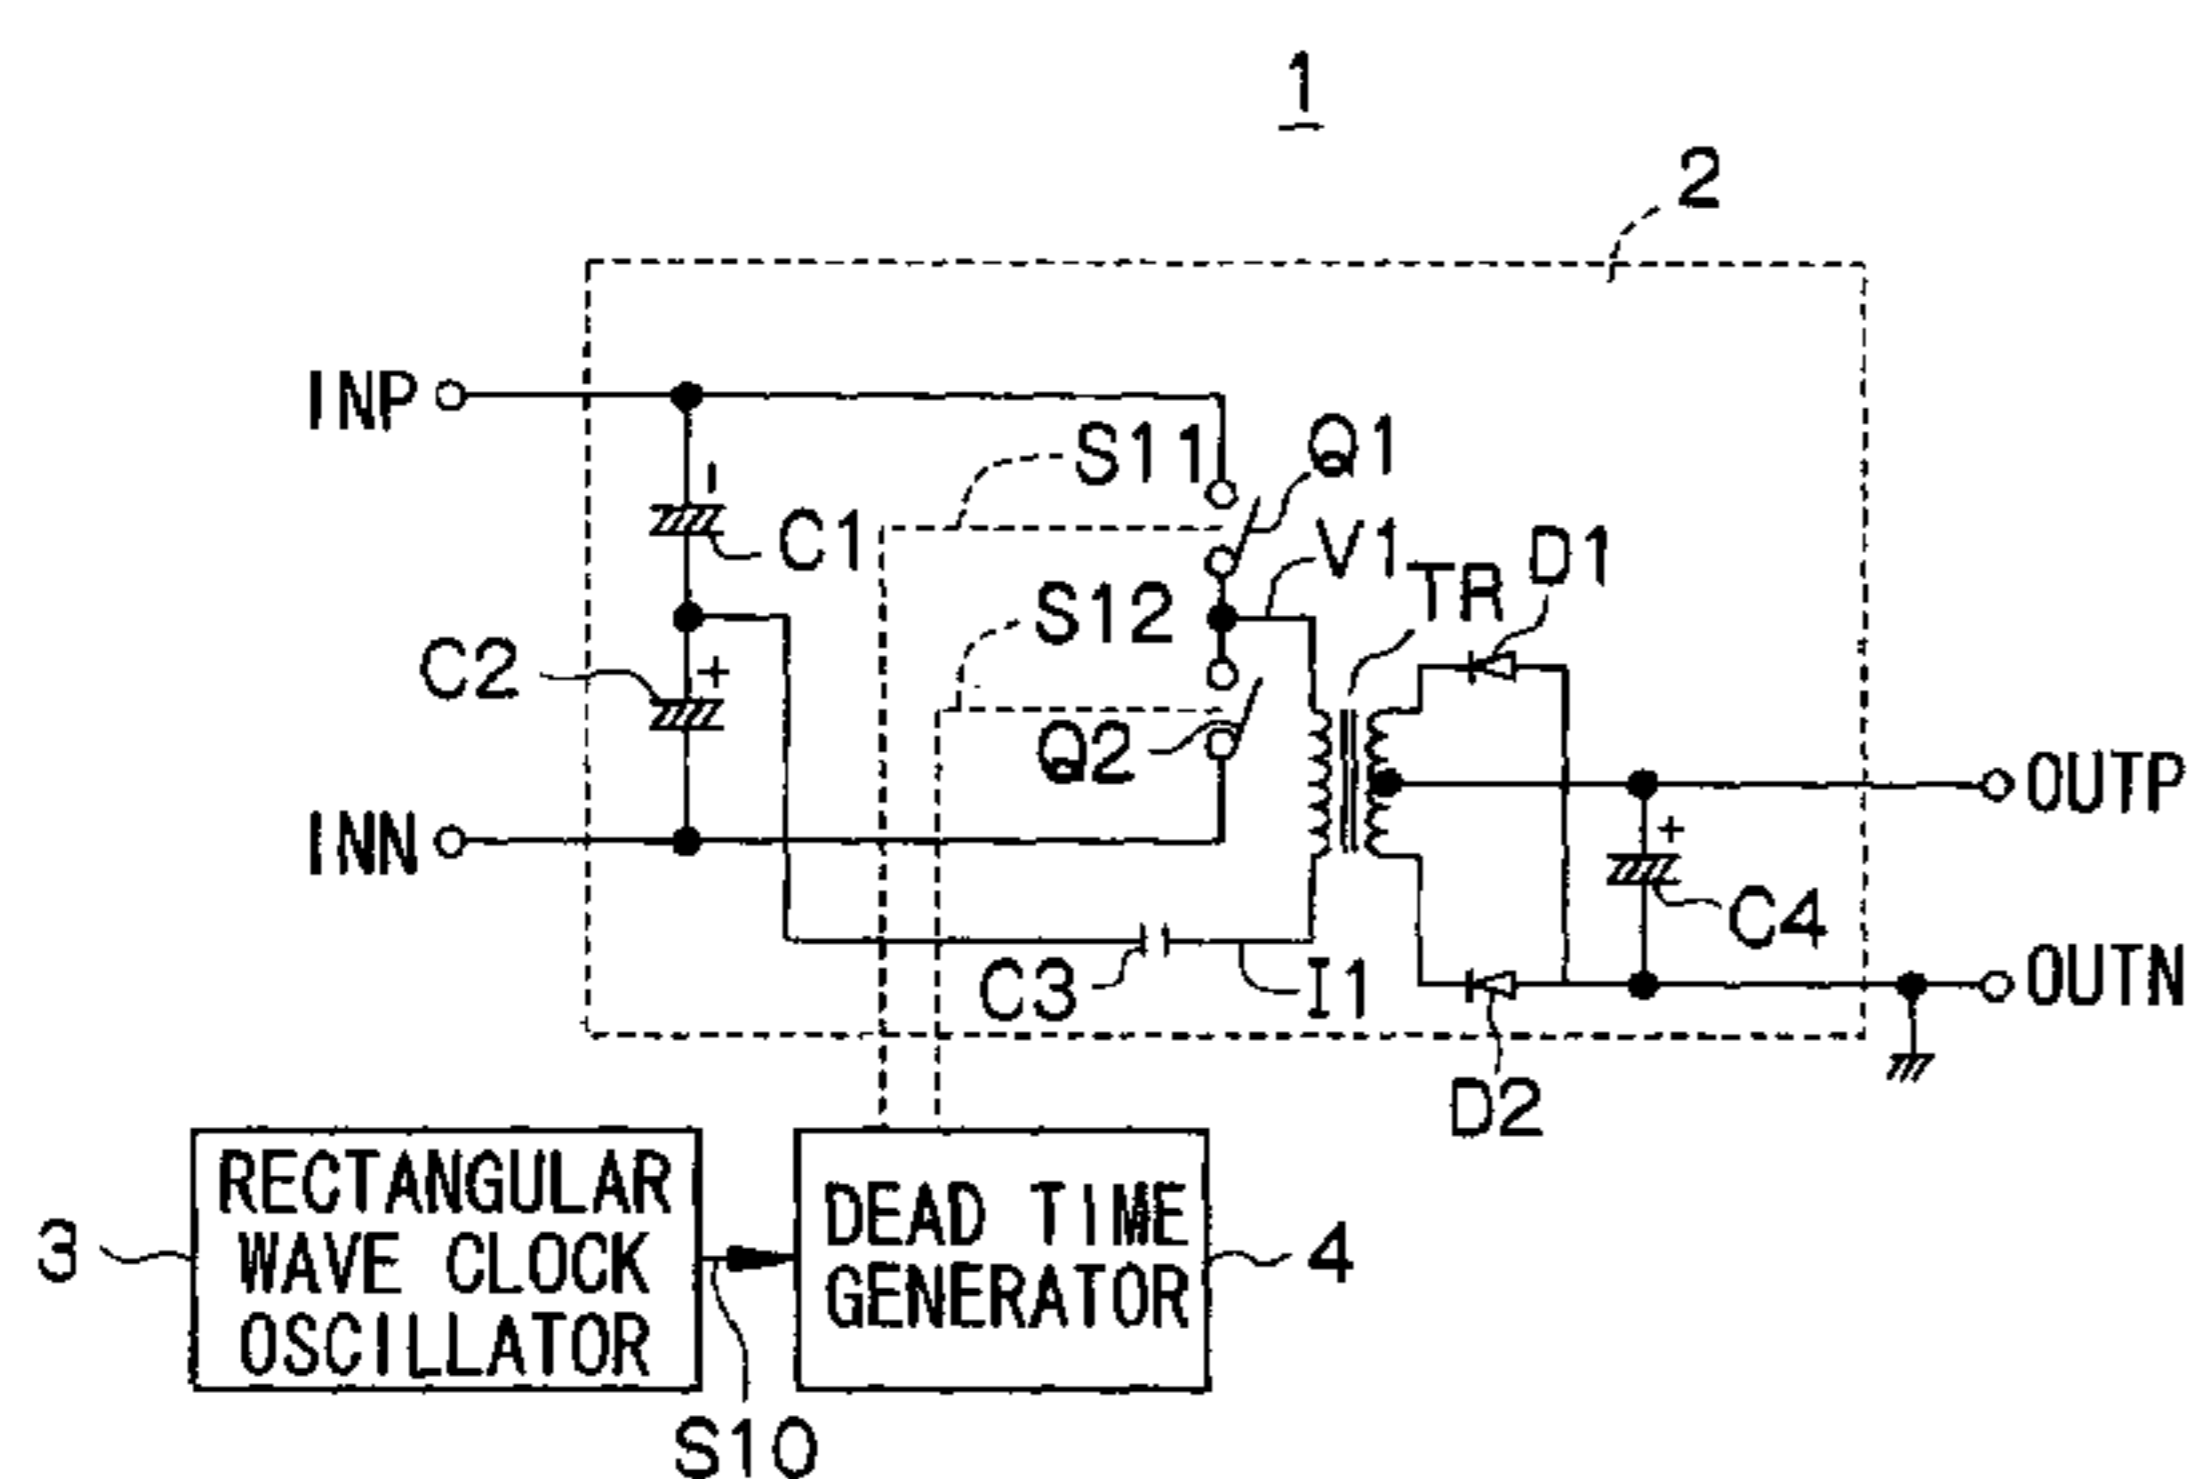 1
2
INP
S11
Q1
C1
V1
TR
D1
S12
C2
+
Q2
OUTP
INN
+
C4
C3
I1
OUTN
D2
RECTANGULAR
WAVE CLOCK
OSCILLATOR
3
DEAD TIME
GENERATOR
4
S10